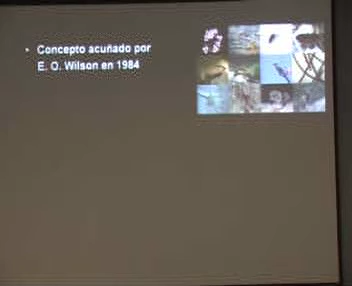 • Concepto acuñado por
E. O. Wilson en 1984